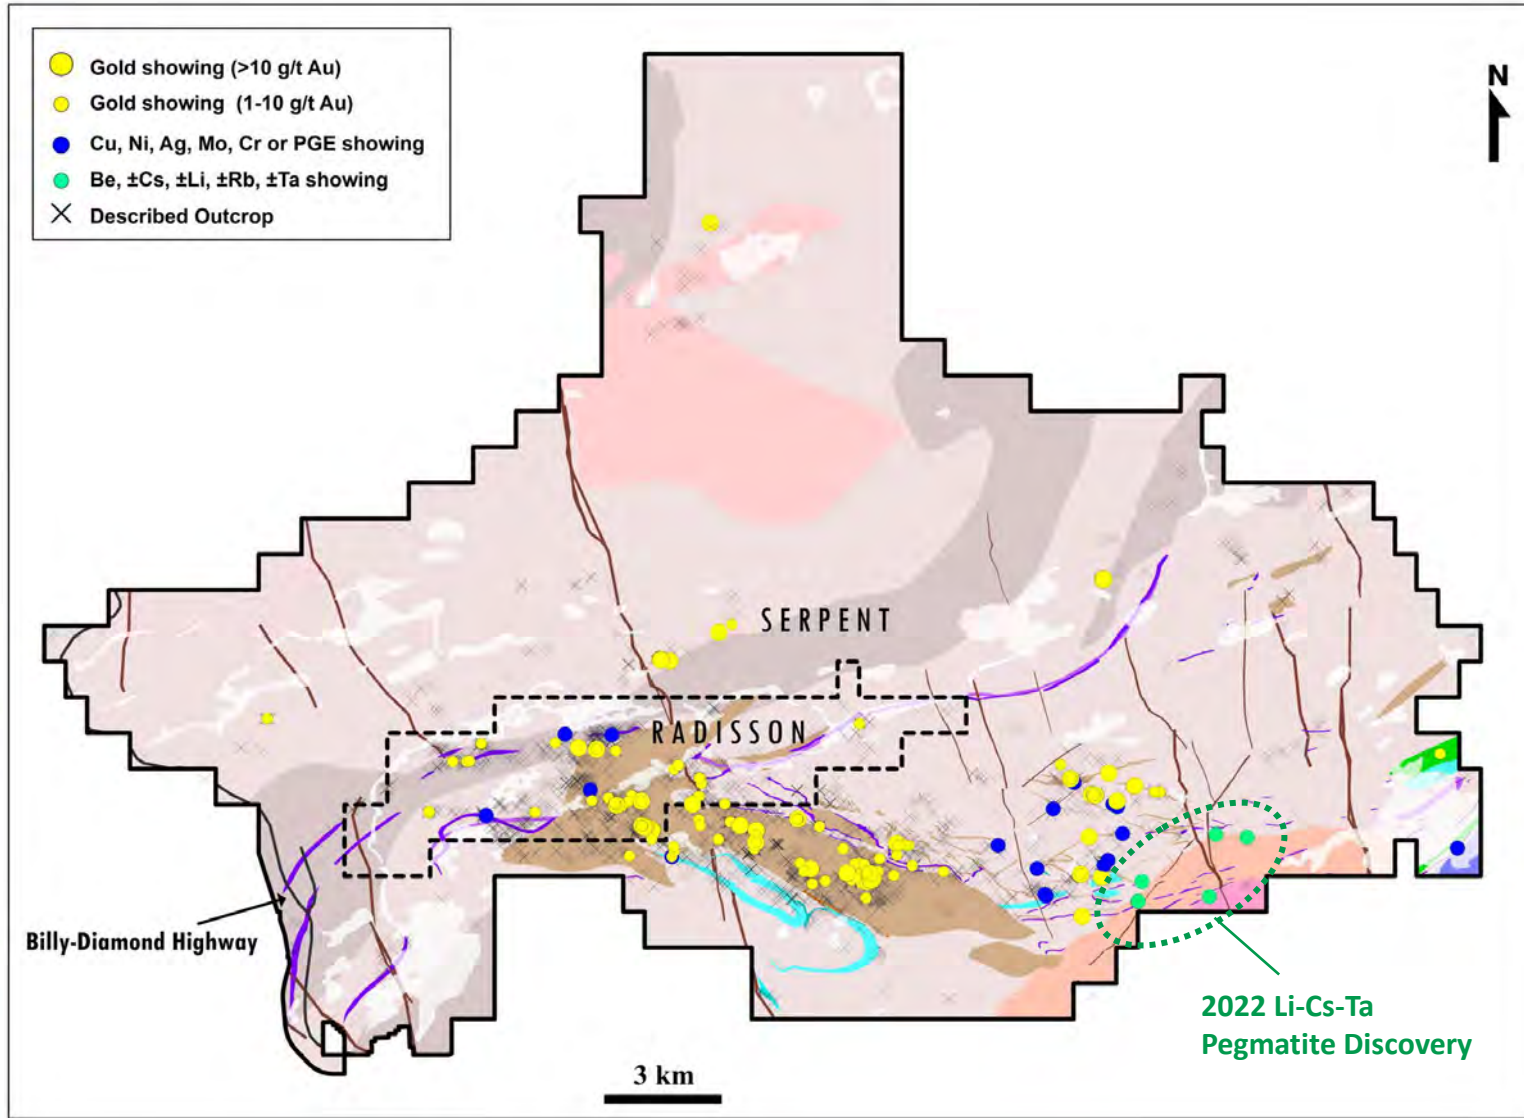 Gold showing (>10 g/t Au)
Gold showing (1-10 g/t Au)
Cu, Ni, Ag, Mo, Cr or PGE showing
Be, ±Cs, ±Li, ±Rb, ±Ta showing
Described Outcrop
N
SERPENT
RADISSON
Billy-Diamond Highway
2022 Li-Cs-Ta
Pegmatite Discovery
3 km